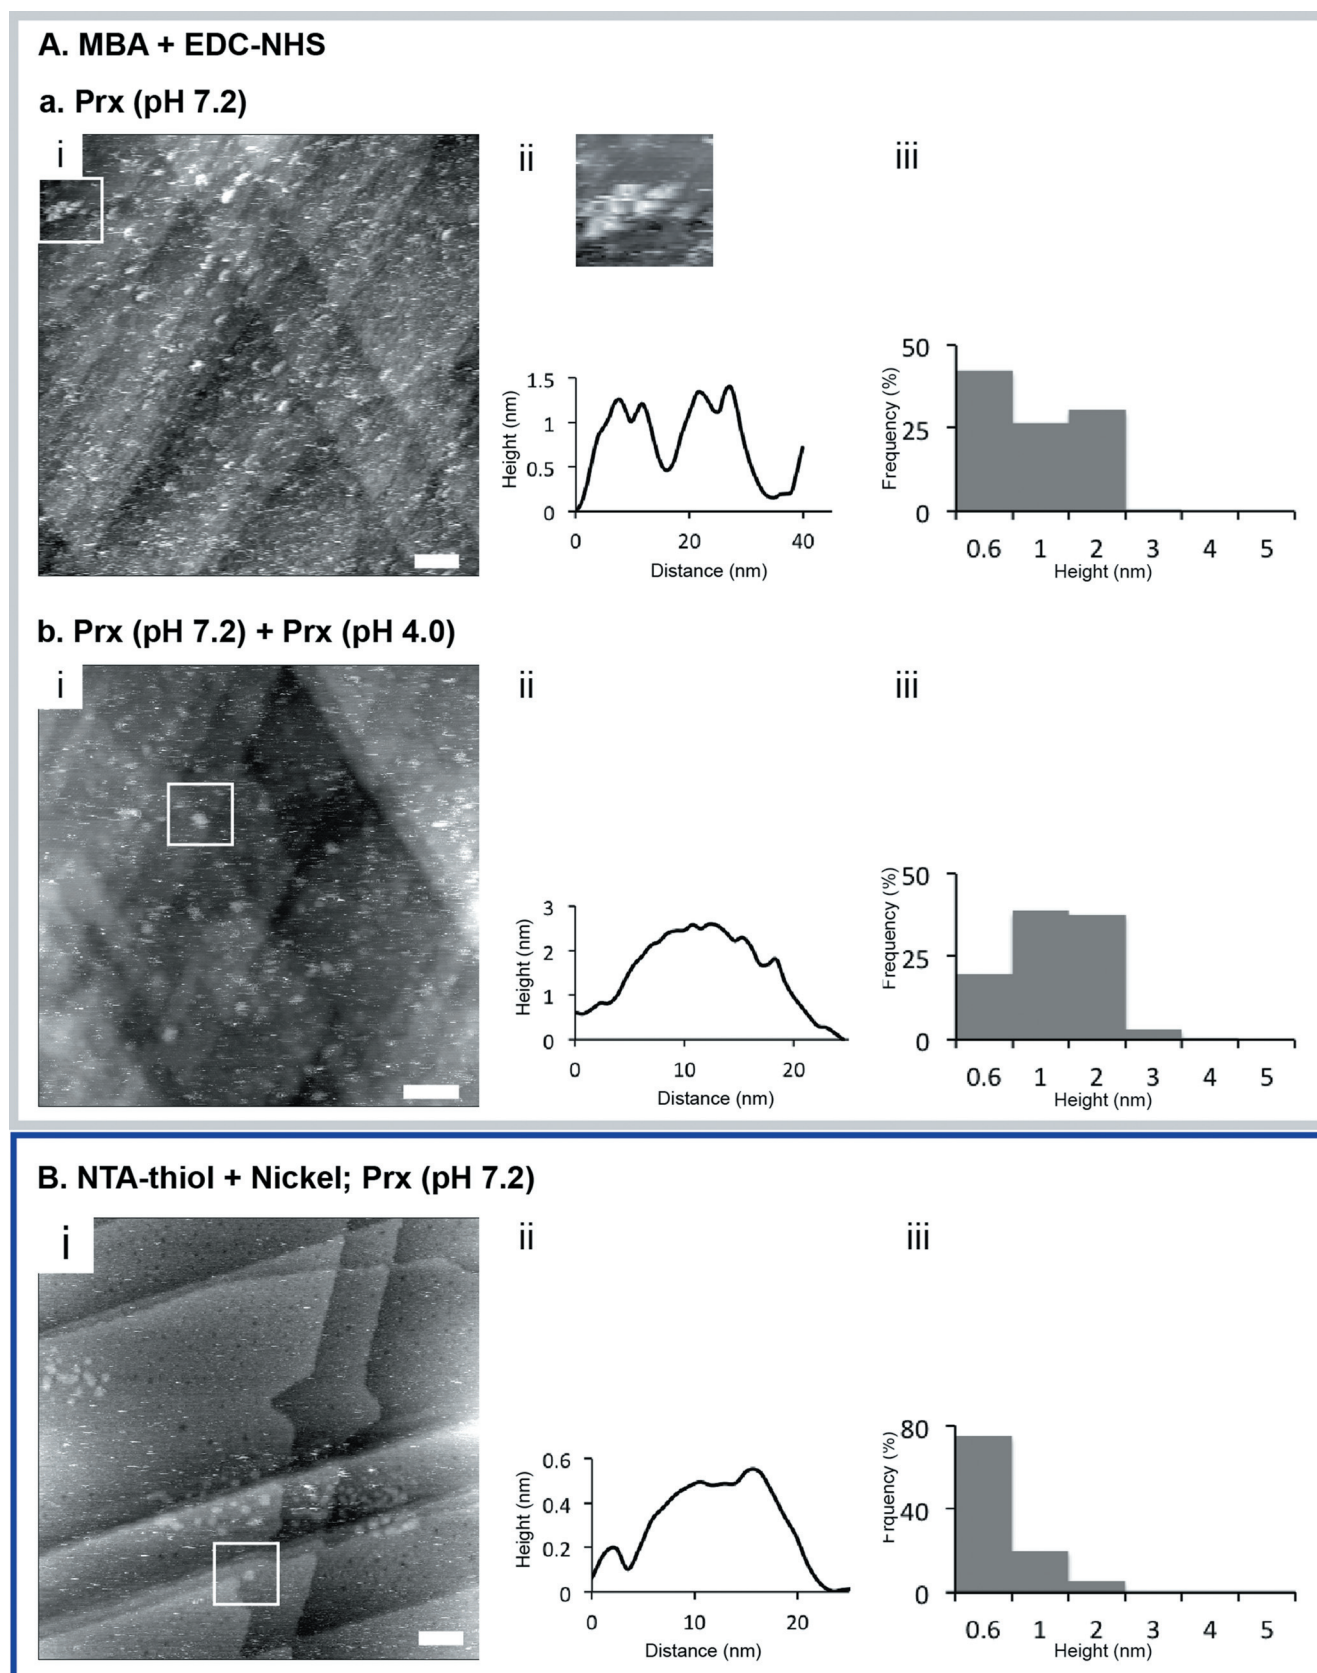 A. MBA + EDC-NHS
a. Prx (pH 7.2)
i
ii
iii
Height (nm)
1.5
1
0.5
0
0 20 40
Distance (nm)
Frequency (%)
50
25
0
0.6 1 2 3 4 5
Height (nm)
b. Prx (pH 7.2) + Prx (pH 4.0)
i
ii
iii
Height (nm)
3
2
1
0
0 10 20
Distance (nm)
Frequency (%)
50
25
0
0.6 1 2 3 4 5
Height (nm)
B. NTA-thiol + Nickel; Prx (pH 7.2)
i
ii
iii
Height (nm)
0.6
0.4
0.2
0
0 10 20
Distance (nm)
Frquency (%)
80
40
0
0.6 1 2 3 4 5
Height (nm)